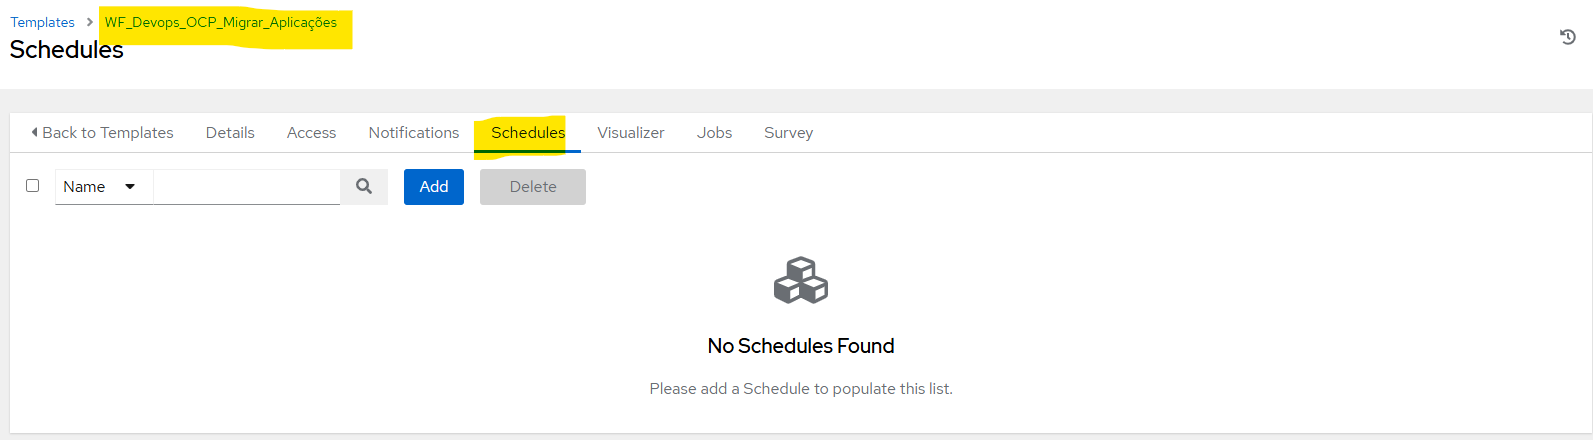 Templates > WF_Devops_OCP_Migrar_Aplicações
Schedules
Back to Templates Details Access Notifications Schedules Visualizer Jobs Survey
Name Add Delete
No Schedules Found
Please add a Schedule to populate this list.